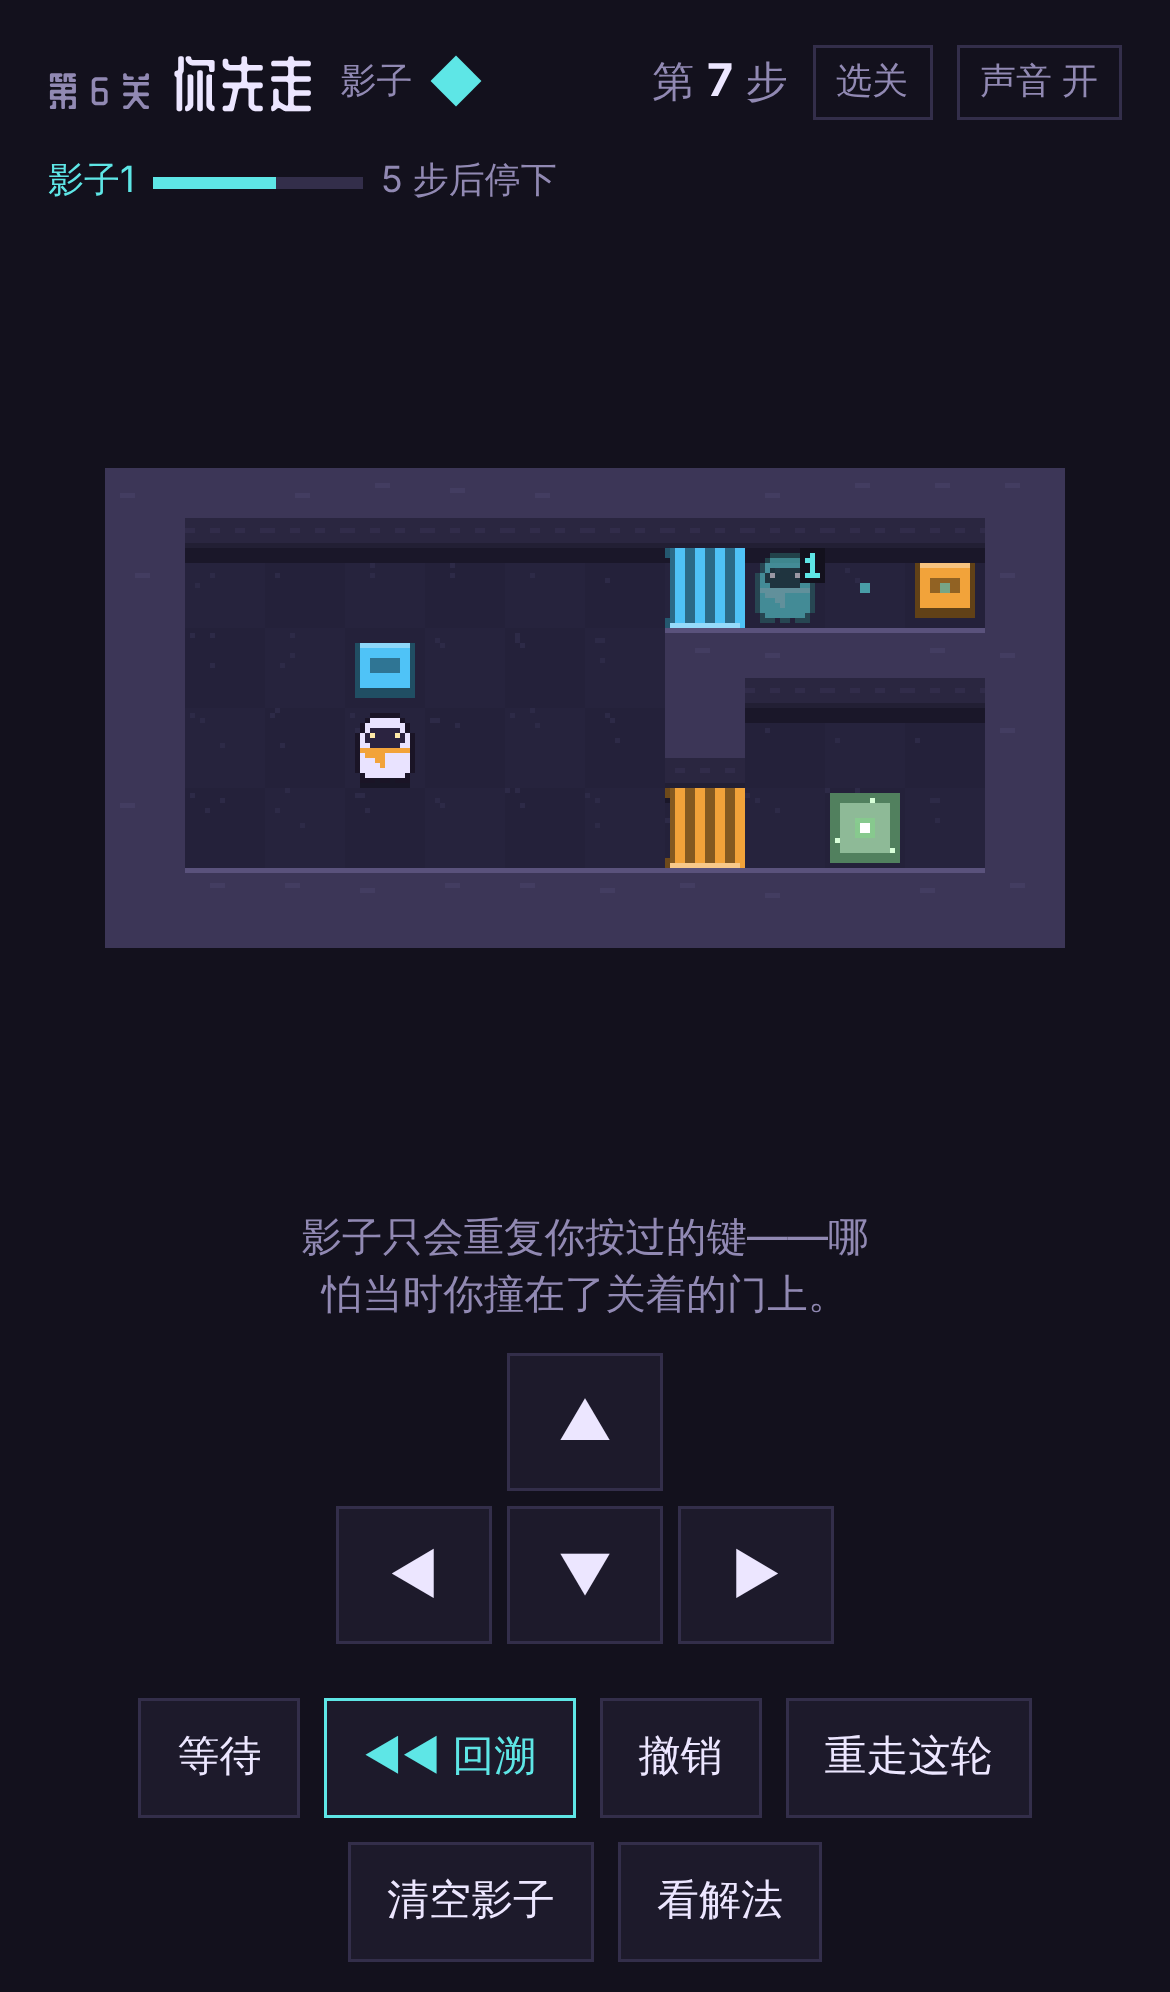 第 6 关 你先走 影子 第 7 步 选关 声音 开
影子1 5 步后停下
1
影子只会重复你按过的键——哪
怕当时你撞在了关着的门上。
等待 回溯 撤销 重走这轮
清空影子 看解法